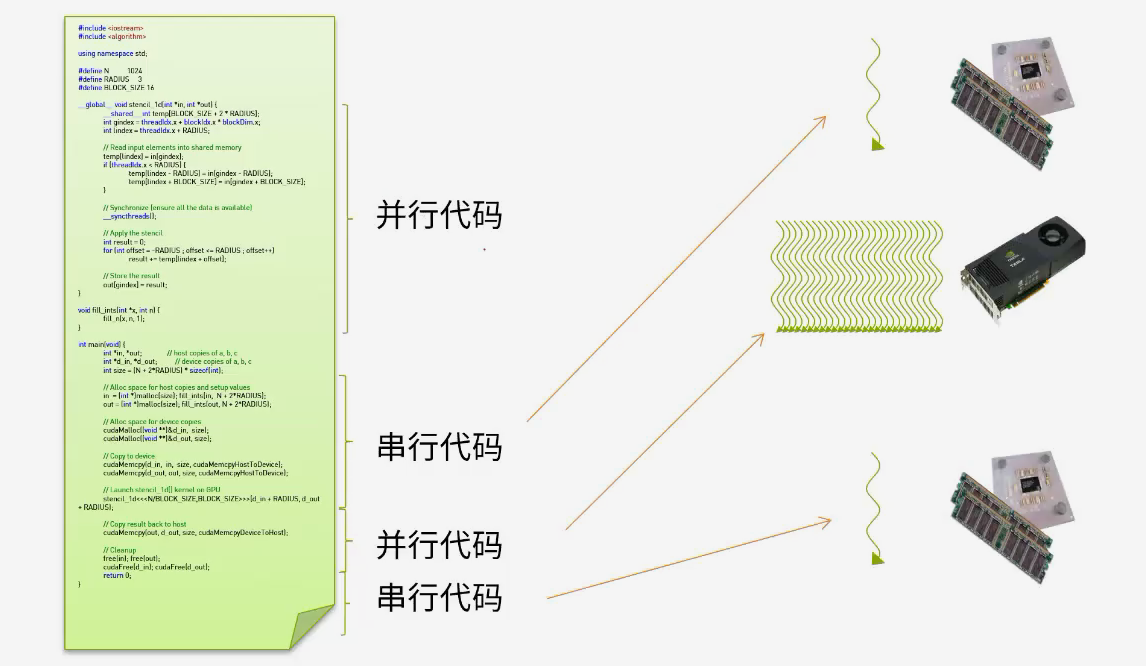 #include <iostream>
#include <algorithm>
using namespace std;
#define N 1024
#define RADIUS 3
#define BLOCK_SIZE 16
__global__ void stencil_1d(int *in, int *out) {
__shared__ int temp[BLOCK_SIZE + 2 * RADIUS];
int gindex = threadIdx.x + blockIdx.x * blockDim.x;
int lindex = threadIdx.x + RADIUS;
// Read input elements into shared memory
temp[lindex] = in[gindex];
if (threadIdx.x < RADIUS) {
temp[lindex - RADIUS] = in[gindex - RADIUS];
temp[lindex + BLOCK_SIZE] = in[gindex + BLOCK_SIZE];
}
// Synchronize (ensure all the data is available)
__syncthreads();
// Apply the stencil
int result = 0;
for (int offset = -RADIUS ; offset <= RADIUS ; offset++)
result += temp[lindex + offset];
// Store the result
out[gindex] = result;
}
void fill_ints(int *x, int n) {
fill_n(x, n, 1);
}
int main(void) {
int *in, *out; // host copies of a, b, c
int *d_in, *d_out; // device copies of a, b, c
int size = (N + 2*RADIUS) * sizeof(int);
// Alloc space for host copies and setup values
in = (int *)malloc(size); fill_ints(in, N + 2*RADIUS);
out = (int *)malloc(size); fill_ints(out, N + 2*RADIUS);
// Alloc space for device copies
cudaMalloc((void **)&d_in, size);
cudaMalloc((void **)&d_out, size);
// Copy to device
cudaMemcpy(d_in, in, size, cudaMemcpyHostToDevice);
cudaMemcpy(d_out, out, size, cudaMemcpyHostToDevice);
// Launch stencil_1d() kernel on GPU
stencil_1d<<<N/BLOCK_SIZE,BLOCK_SIZE>>>(d_in + RADIUS, d_out
+ RADIUS);
// Copy result back to host
cudaMemcpy(out, d_out, size, cudaMemcpyDeviceToHost);
// Cleanup
free(in); free(out);
cudaFree(d_in); cudaFree(d_out);
return 0;
}
并行代码
串行代码
并行代码
串行代码
TESLA